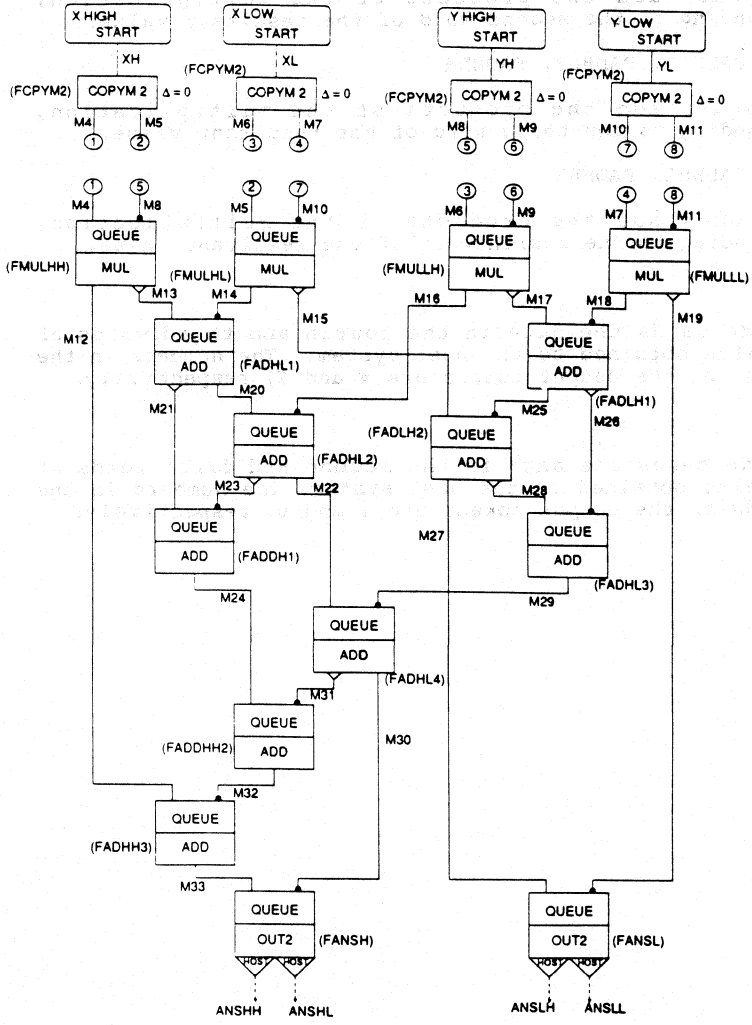 X HIGH
START
X LOW
START
Y HIGH
START
Y LOW
START
XH
XL
YH
YL
(FCPYM2)
COPYM 2
Δ = 0
(FCPYM2)
COPYM 2
Δ = 0
(FCPYM2)
COPYM 2
Δ = 0
(FCPYM2)
COPYM 2
Δ = 0
M4
M5
M6
M7
M8
M9
M10
M11
1
2
3
4
5
6
7
8
1
5
2
7
3
6
4
8
M4
M8
M5
M10
M6
M9
M7
M11
QUEUE
MUL
(FMULHH)
QUEUE
MUL
(FMULHL)
QUEUE
MUL
(FMULLH)
QUEUE
MUL
(FMULLL)
M12
M13
M14
M15
M16
M17
M18
M19
QUEUE
ADD
(FADHL1)
QUEUE
ADD
(FADLH1)
M20
M21
M25
M26
QUEUE
ADD
(FADHL2)
(FADLH2)
QUEUE
ADD
M23
M22
M28
M27
QUEUE
ADD
(FADDH1)
QUEUE
ADD
(FADHL3)
M24
M29
QUEUE
ADD
(FADHL4)
M31
M30
QUEUE
ADD
(FADDHH2)
M32
QUEUE
ADD
(FADHH3)
M33
QUEUE
OUT2
(FANSH)
HOST
HOST
QUEUE
OUT2
(FANSL)
HOST
HOST
ANSHH
ANSHL
ANSLH
ANSLL